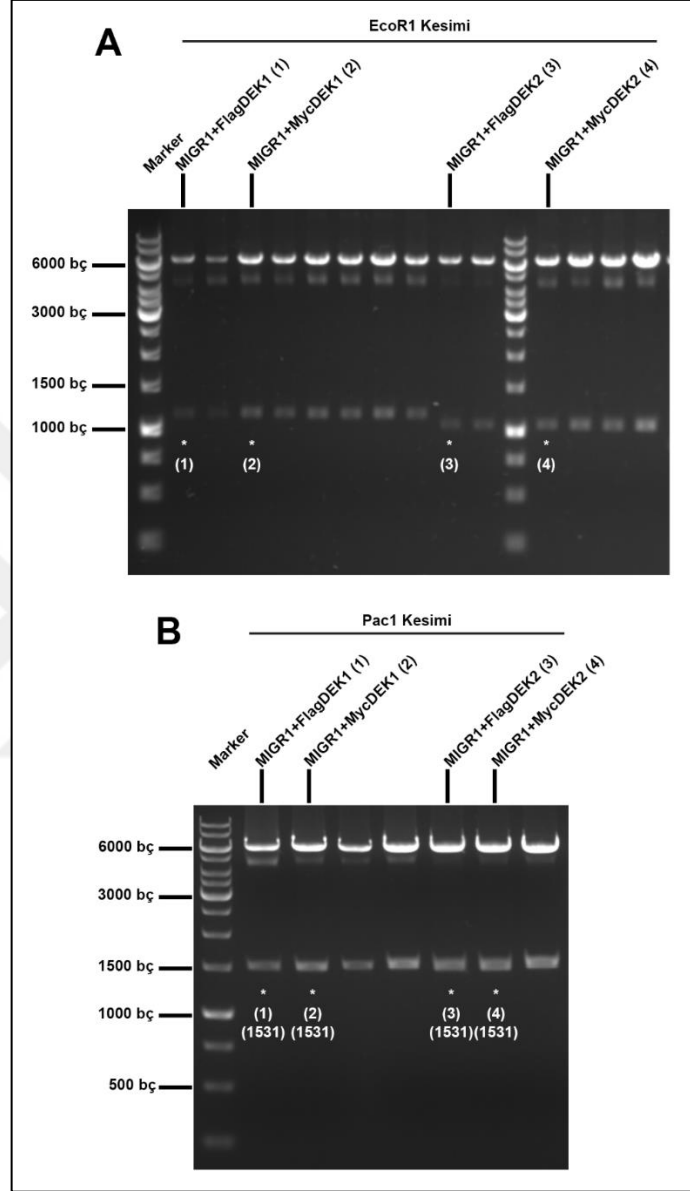 A
EcoR1 Kesimi
Marker
MIGR1+FlagDEK1 (1)
MIGR1+MycDEK1 (2)
MIGR1+FlagDEK2 (3)
MIGR1+MycDEK2 (4)
6000 bç
3000 bç
1500 bç
1000 bç
* * * *
(1) (2) (3) (4)
B
Pac1 Kesimi
Marker
MIGR1+FlagDEK1 (1)
MIGR1+MycDEK1 (2)
MIGR1+FlagDEK2 (3)
MIGR1+MycDEK2 (4)
6000 bç
3000 bç
1500 bç
1000 bç
500 bç
* * * *
(1) (2) (3) (4)
(1531) (1531) (1531) (1531)